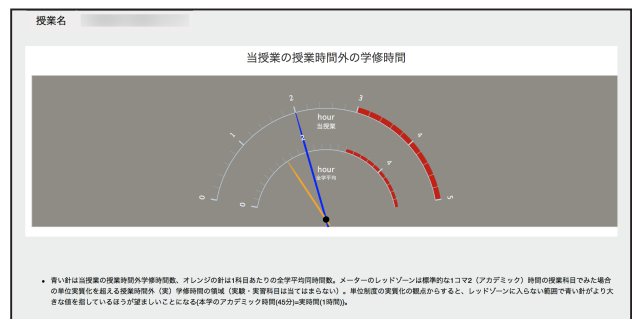 授業名
当授業の授業時間外の学修時間
0
1
2
3
4
5
hour
当授業
0
2
4
hour
全学平均
• 青い針は当授業の授業時間外学修時間数、オレンジの針は1科目あたりの全学平均同時間数。メーターのレッドゾーンは標準的な1コマ2（アカデミック）時間の授業科目でみた場合
の単位実質化を超える授業時間外（実）学修時間の領域（実験・実習科目は当てはまらない）。単位制度の実質化の観点からすると、レッドゾーンに入らない範囲で青い針がより大
きな値を指しているほうが望ましいことになる(本学のアカデミック時間(45分)=実時間(1時間))。